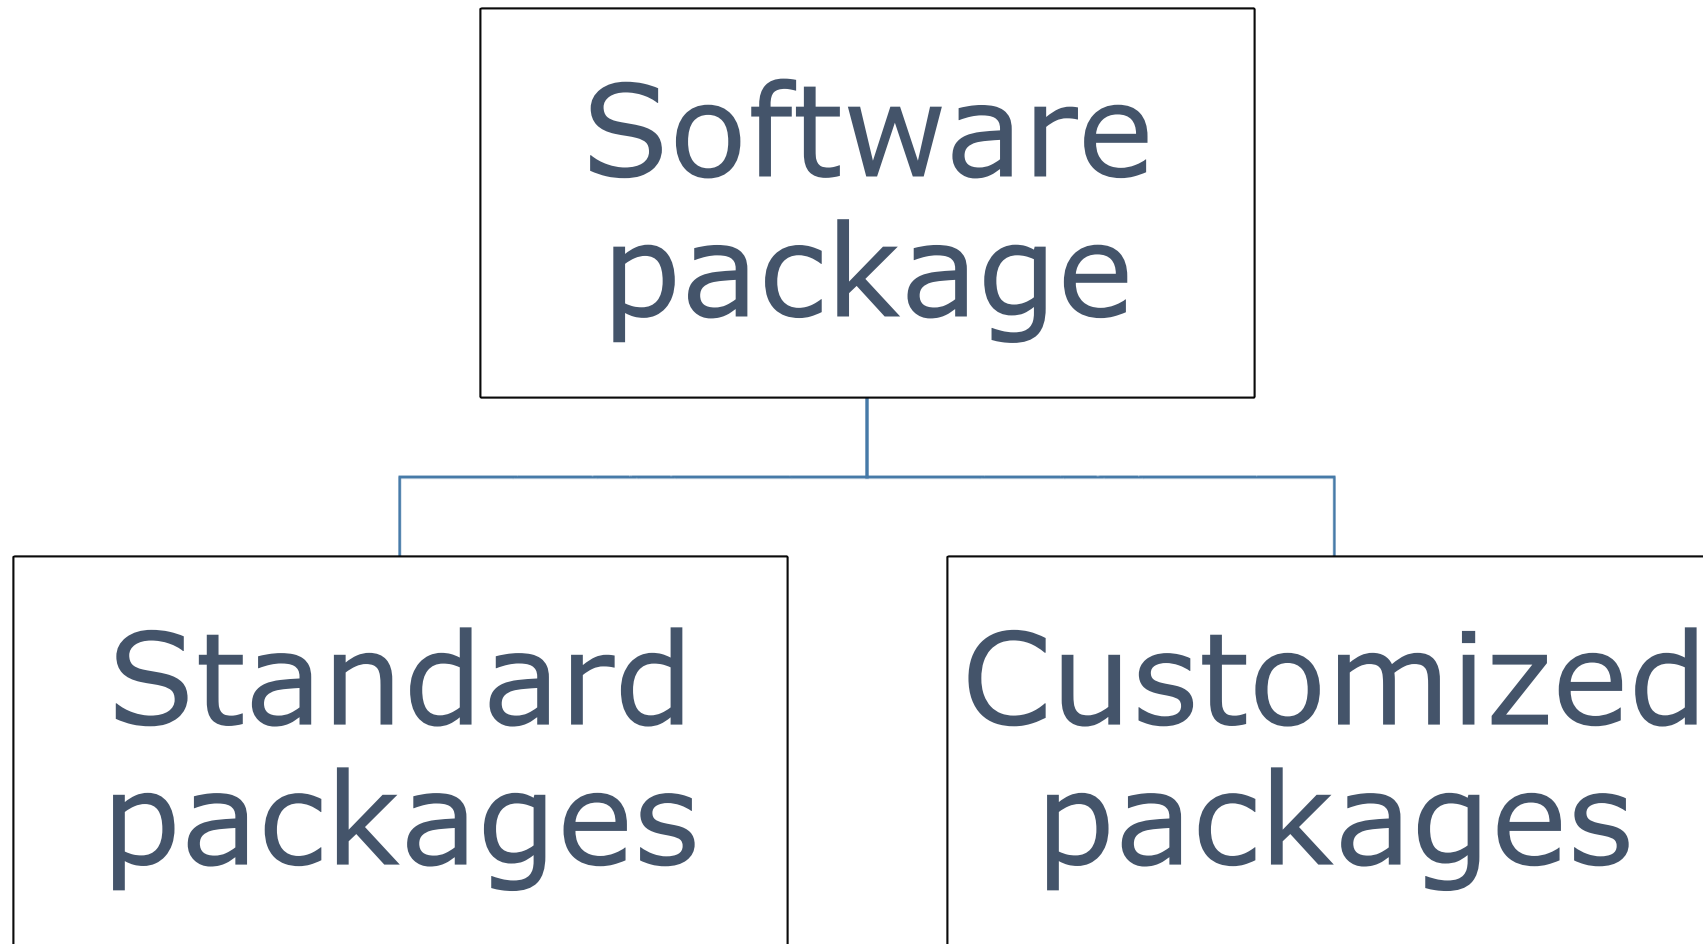 Software
package
Standard
packages
Customized
packages